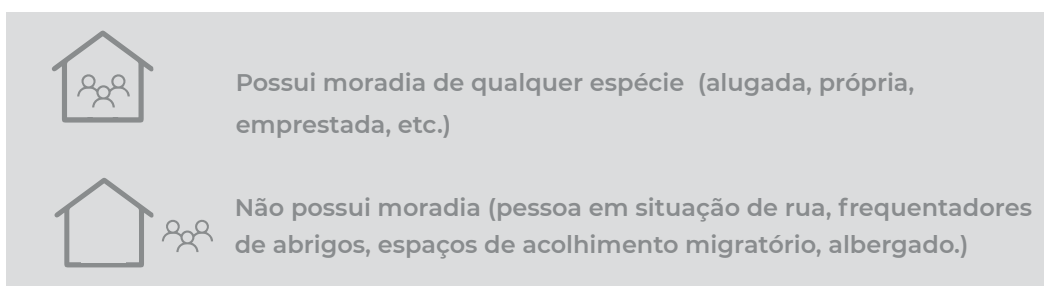 Possui moradia de qualquer espécie (alugada, própria,
emprestada, etc.)
Não possui moradia (pessoa em situação de rua, frequentadores
de abrigos, espaços de acolhimento migratório, albergado.)